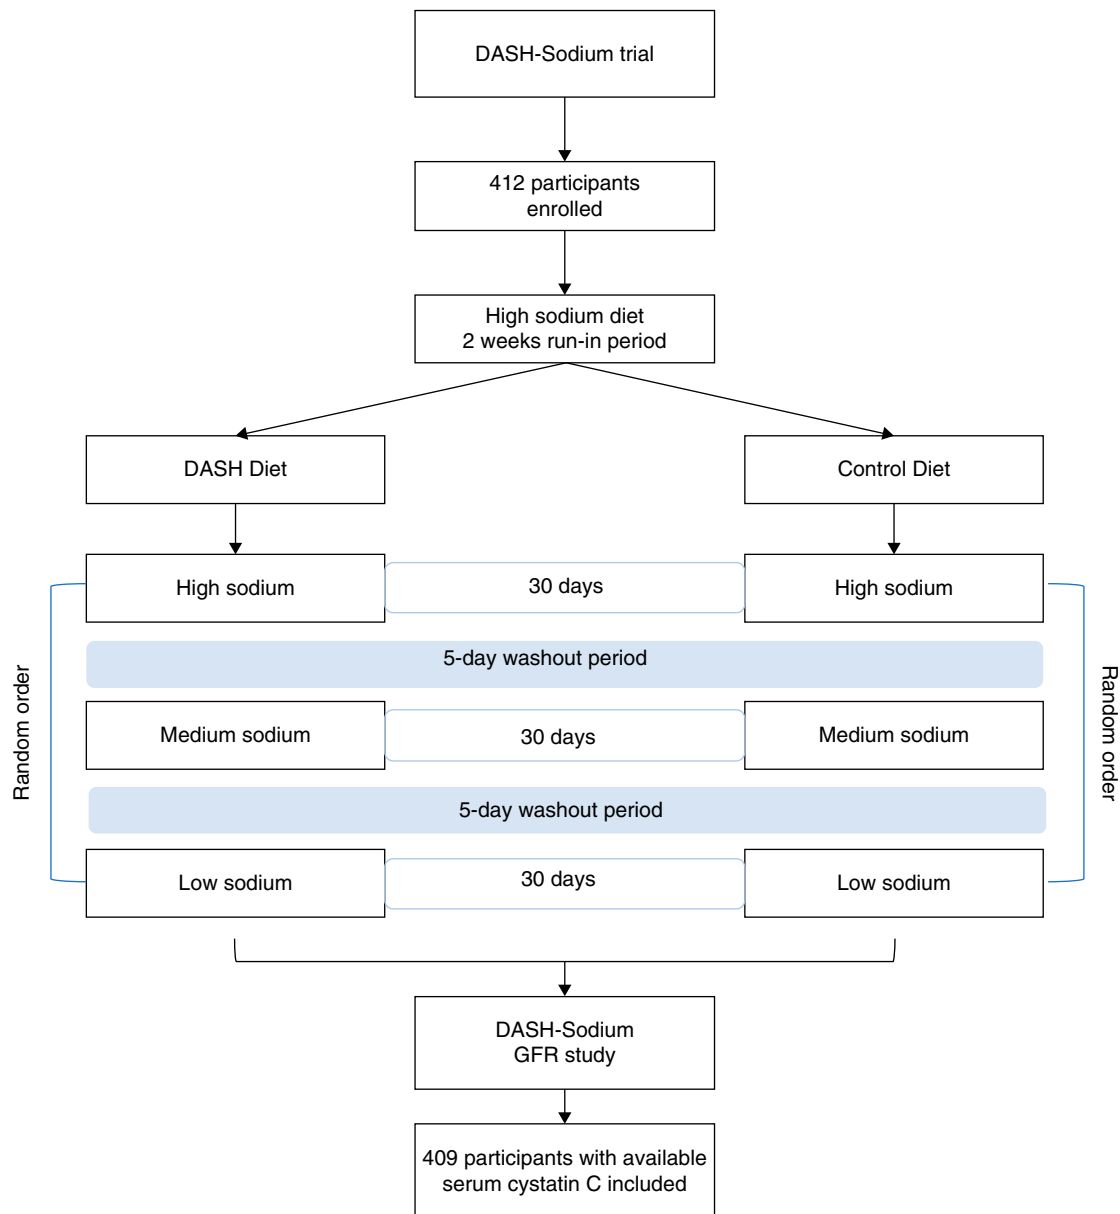 DASH-Sodium trial
412 participants
enrolled
High sodium diet
2 weeks run-in period
DASH Diet
Control Diet
High sodium
30 days
High sodium
5-day washout period
Random order
Random order
Medium sodium
30 days
Medium sodium
5-day washout period
Low sodium
30 days
Low sodium
DASH-Sodium
GFR study
409 participants with available
serum cystatin C included